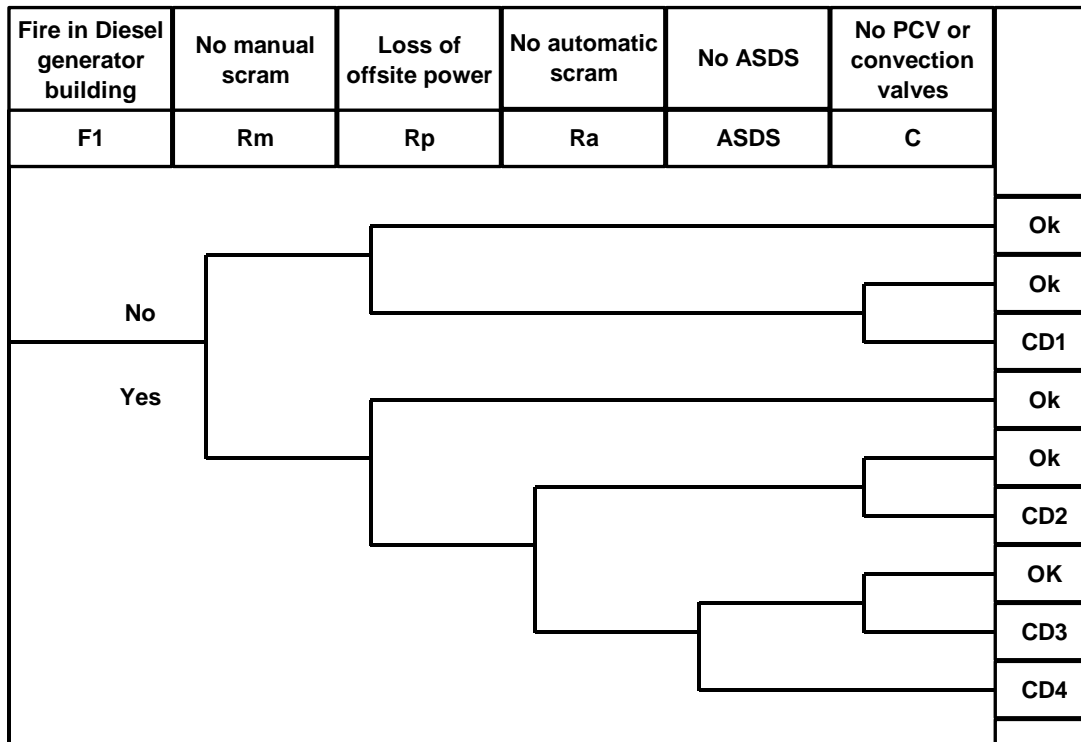 Fire in Diesel
generator
building
No manual
scram
Loss of
offsite power
No automatic
scram
No ASDS
No PCV or
convection
valves
F1
Rm
Rp
Ra
ASDS
C
Ok
Ok
No
CD1
Yes
Ok
Ok
CD2
OK
CD3
CD4